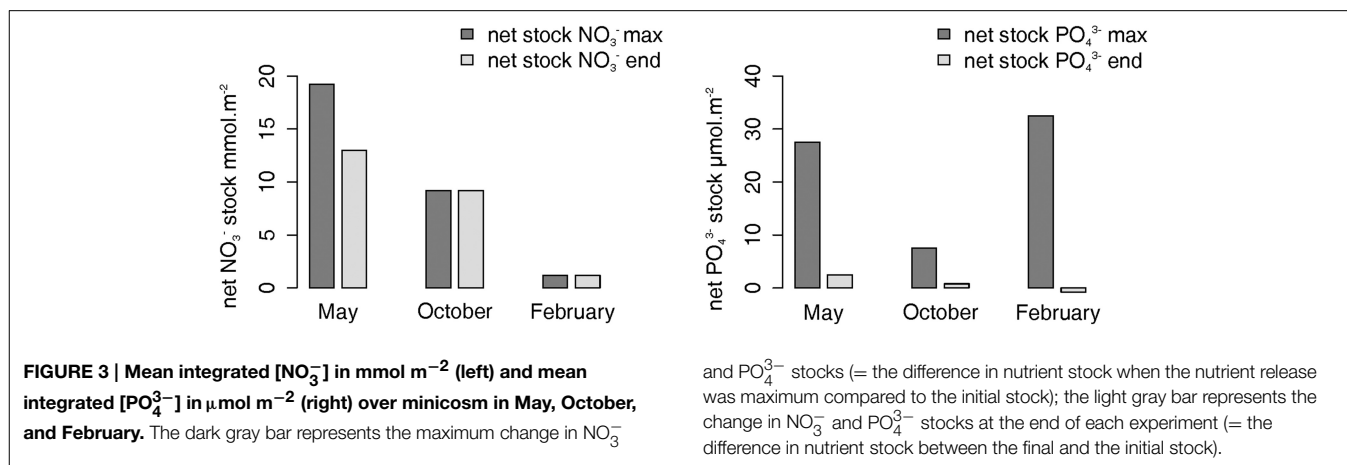 net stock NO₃⁻ max
net stock NO₃⁻ end
net NO₃⁻ stock mmol.m⁻²
20
15
10
5
0
May October February
net stock PO₄³⁻ max
net stock PO₄³⁻ end
net PO₄³⁻ stock µmol.m⁻²
40
30
20
10
0
May October February
FIGURE 3 | Mean integrated [NO₃⁻] in mmol m⁻² (left) and mean
integrated [PO₄³⁻] in µmol m⁻² (right) over minicosm in May, October,
and February. The dark gray bar represents the maximum change in NO₃⁻
and PO₄³⁻ stocks (= the difference in nutrient stock when the nutrient release
was maximum compared to the initial stock); the light gray bar represents the
change in NO₃⁻ and PO₄³⁻ stocks at the end of each experiment (= the
difference in nutrient stock between the final and the initial stock).